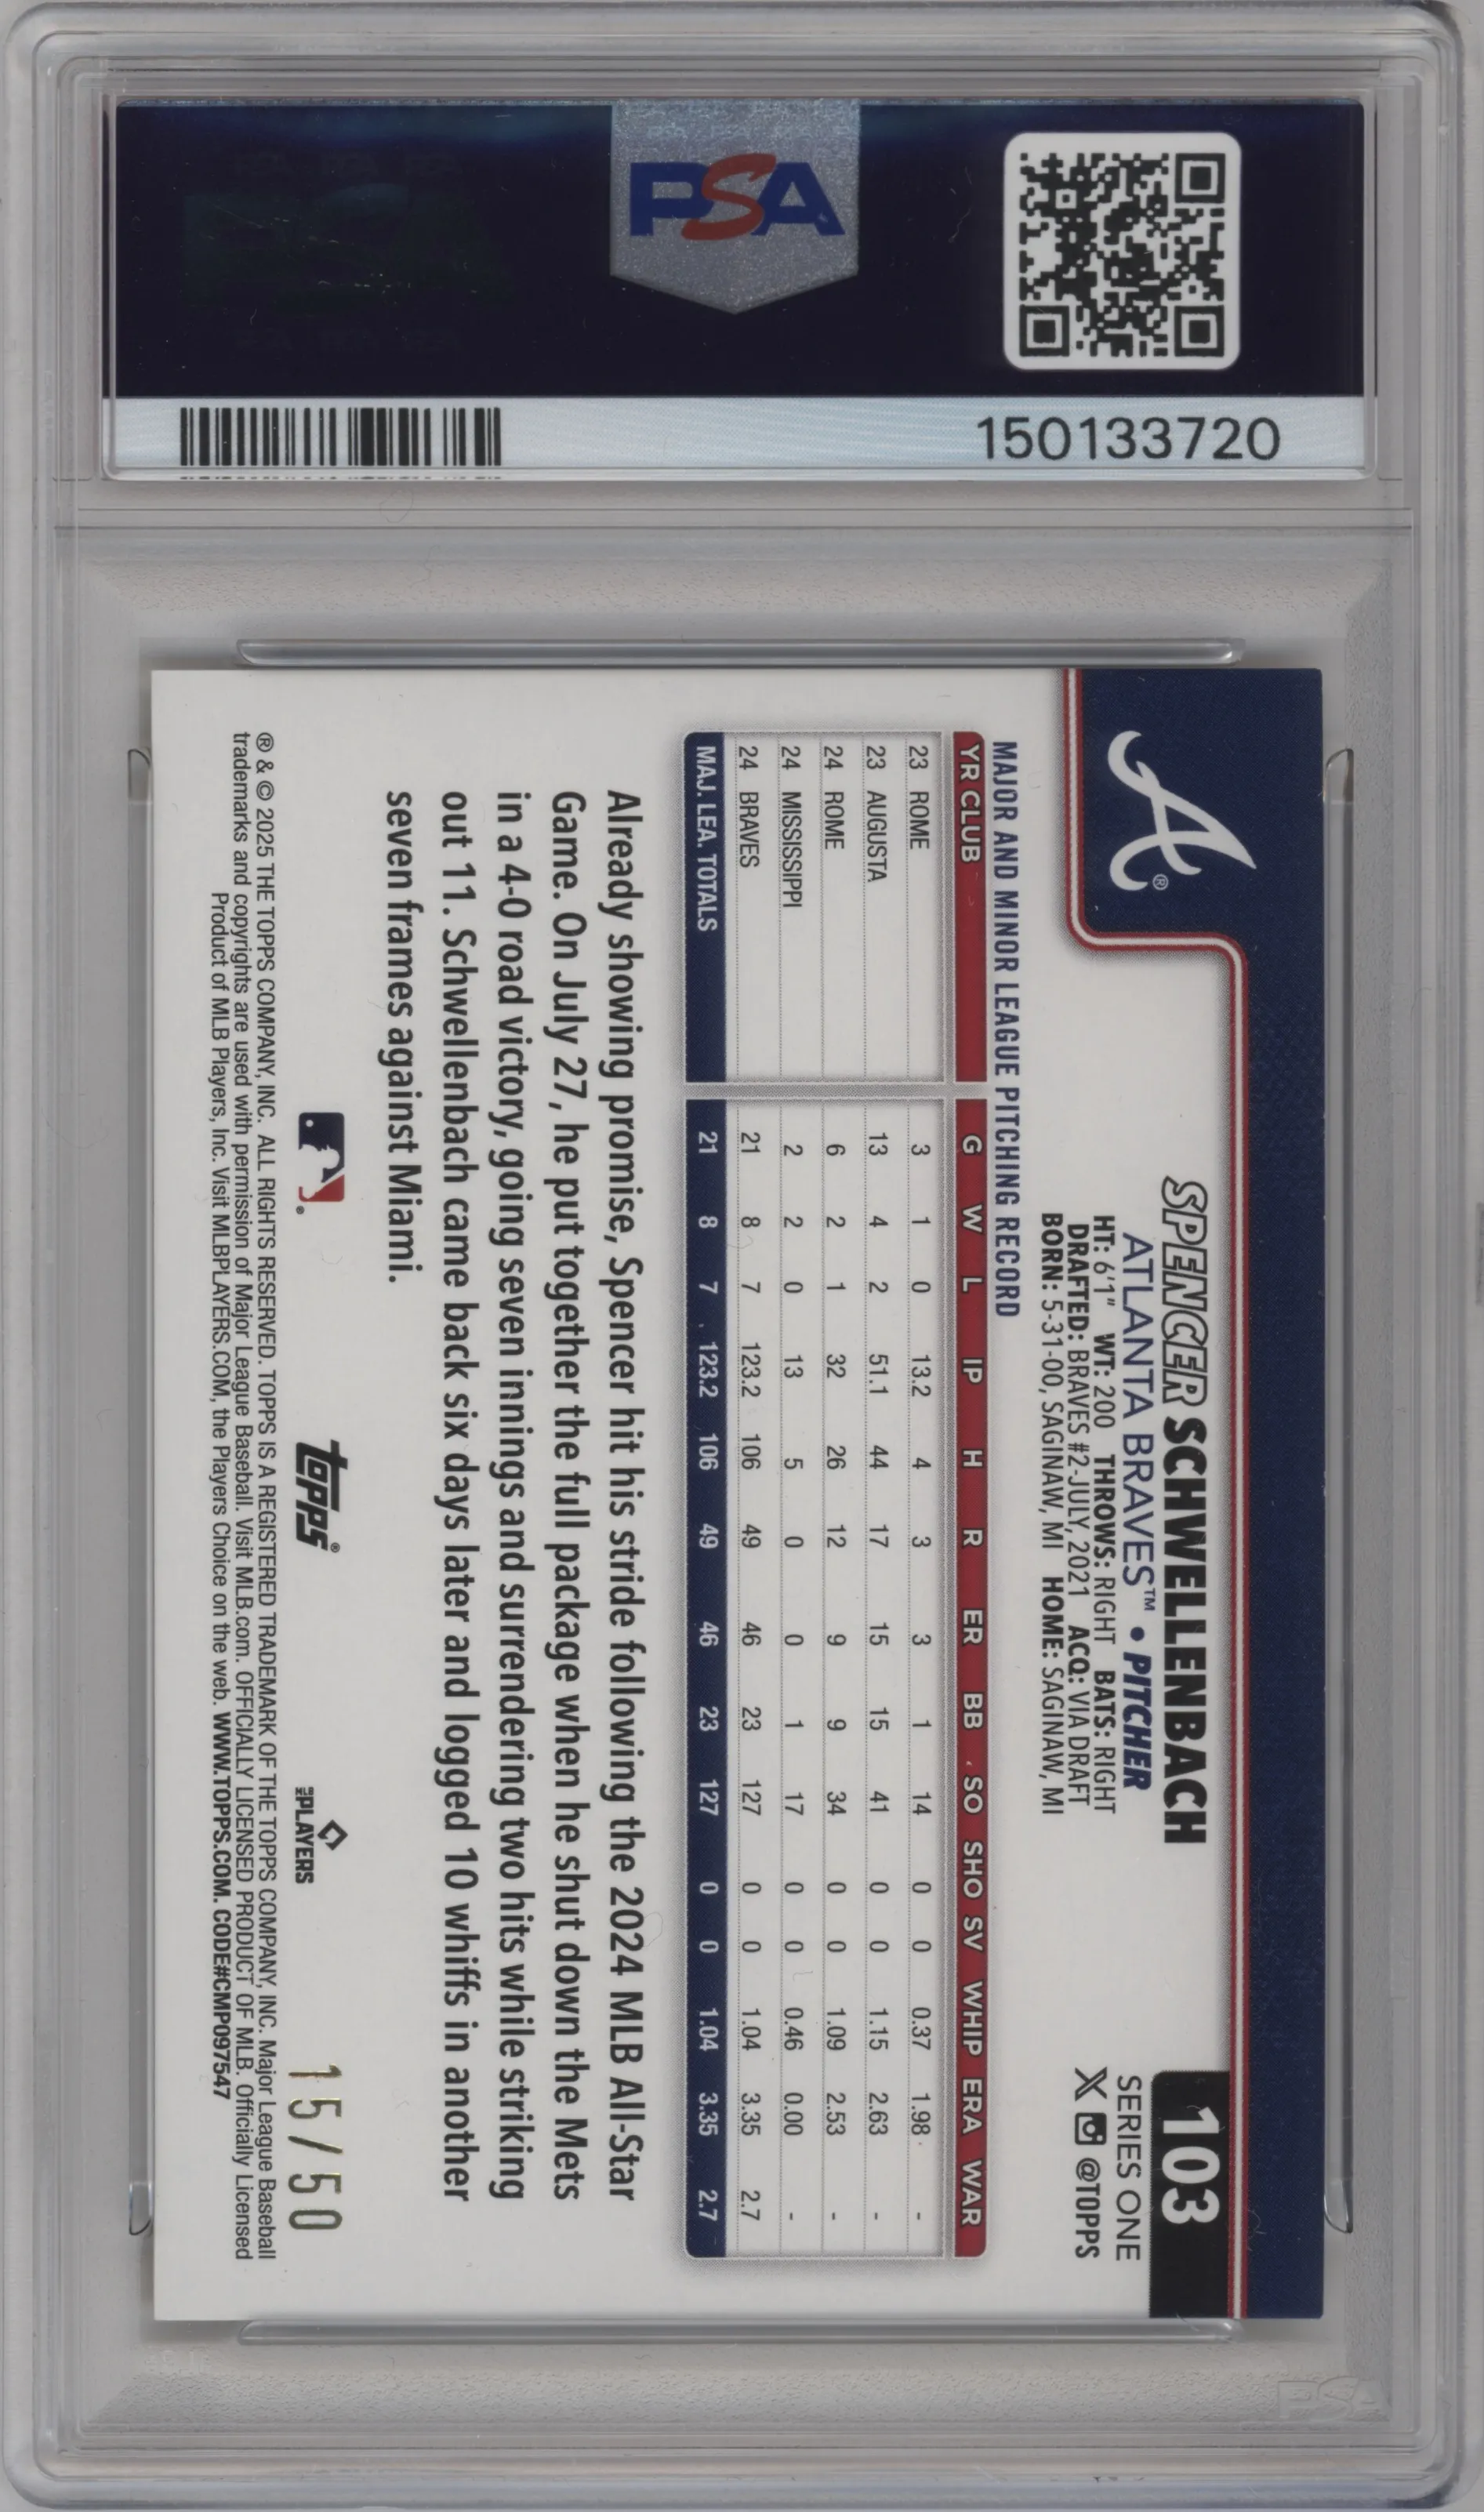 PSA
150133720
103
SERIES ONE
X @TOPPS
A®
SPENCER SCHWELLENBACH
ATLANTA BRAVES™ • PITCHER
HT: 6'1" WT: 200 THROWS: RIGHT BATS: RIGHT
DRAFTED: BRAVES #2-JULY, 2021 ACQ: VIA DRAFT
BORN: 5-31-00, SAGINAW, MI HOME: SAGINAW, MI
MAJOR AND MINOR LEAGUE PITCHING RECORD
YR CLUB G W L IP H R ER BB SO SHO SV WHIP ERA WAR
23 ROME 3 1 0 13.2 4 3 3 1 14 0 0 0.37 1.98 -
23 AUGUSTA 13 4 2 51.1 44 17 15 15 41 0 0 1.15 2.63 -
24 ROME 6 2 1 32 26 12 9 9 34 0 0 1.09 2.53 -
24 MISSISSIPPI 2 2 0 13 5 0 0 1 17 0 0 0.46 0.00 -
24 BRAVES 21 8 7 123.2 106 49 46 23 127 0 0 1.04 3.35 2.7
MAJ. LEA. TOTALS 21 8 7 123.2 106 49 46 23 127 0 0 1.04 3.35 2.7
Already showing promise, Spencer hit his stride following the 2024 MLB All-Star
Game. On July 27, he put together the full package when he shut down the Mets
in a 4-0 road victory, going seven innings and surrendering two hits while striking
out 11. Schwellenbach came back six days later and logged 10 whiffs in another
seven frames against Miami.
topps®
MLB PLAYERS
15/50
® & © 2025 THE TOPPS COMPANY, INC. ALL RIGHTS RESERVED. TOPPS IS A REGISTERED TRADEMARK OF THE TOPPS COMPANY, INC. Major League Baseball
trademarks and copyrights are used with permission of Major League Baseball. Visit MLB.com. OFFICIALLY LICENSED PRODUCT OF MLB. Officially Licensed
Product of MLB Players, Inc. Visit MLBPLAYERS.COM, the Players Choice on the web. WWW.TOPPS.COM. CODE#CMP097547
PSA